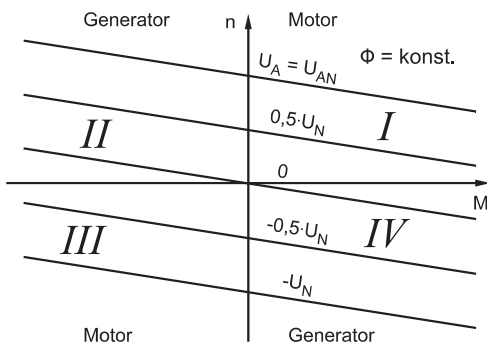 Generator n Motor
U_A = U_AN Φ = konst.
0,5·U_N I
II
0
M
III -0,5·U_N IV
-U_N
Motor Generator